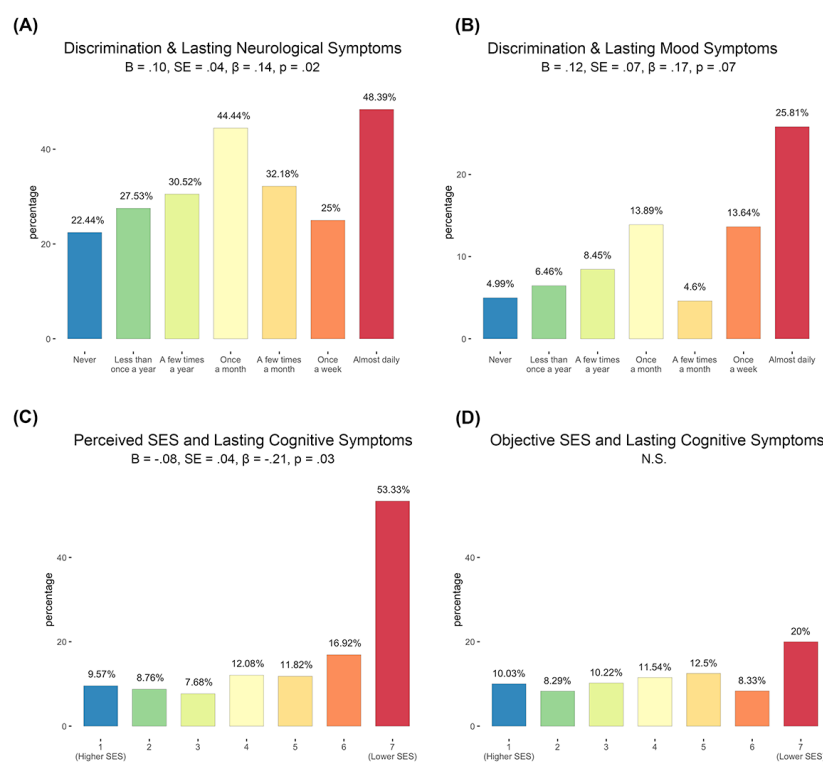 (A)
Discrimination & Lasting Neurological Symptoms
B = .10, SE = .04, β = .14, p = .02
percentage
40
20
0
22.44%
27.53%
30.52%
44.44%
32.18%
25%
48.39%
Never
Less than
once a year
A few times
a year
Once
a month
A few times
a month
Once
a week
Almost daily
(B)
Discrimination & Lasting Mood Symptoms
B = .12, SE = .07, β = .17, p = .07
percentage
20
10
0
4.99%
6.46%
8.45%
13.89%
4.6%
13.64%
25.81%
Never
Less than
once a year
A few times
a year
Once
a month
A few times
a month
Once
a week
Almost daily
(C)
Perceived SES and Lasting Cognitive Symptoms
B = -.08, SE = .04, β = -.21, p = .03
percentage
40
20
0
9.57%
8.76%
7.68%
12.08%
11.82%
16.92%
53.33%
1
(Higher SES)
2
3
4
5
6
7
(Lower SES)
(D)
Objective SES and Lasting Cognitive Symptoms
N.S.
percentage
40
20
0
10.03%
8.29%
10.22%
11.54%
12.5%
8.33%
20%
1
(Higher SES)
2
3
4
5
6
7
(Lower SES)